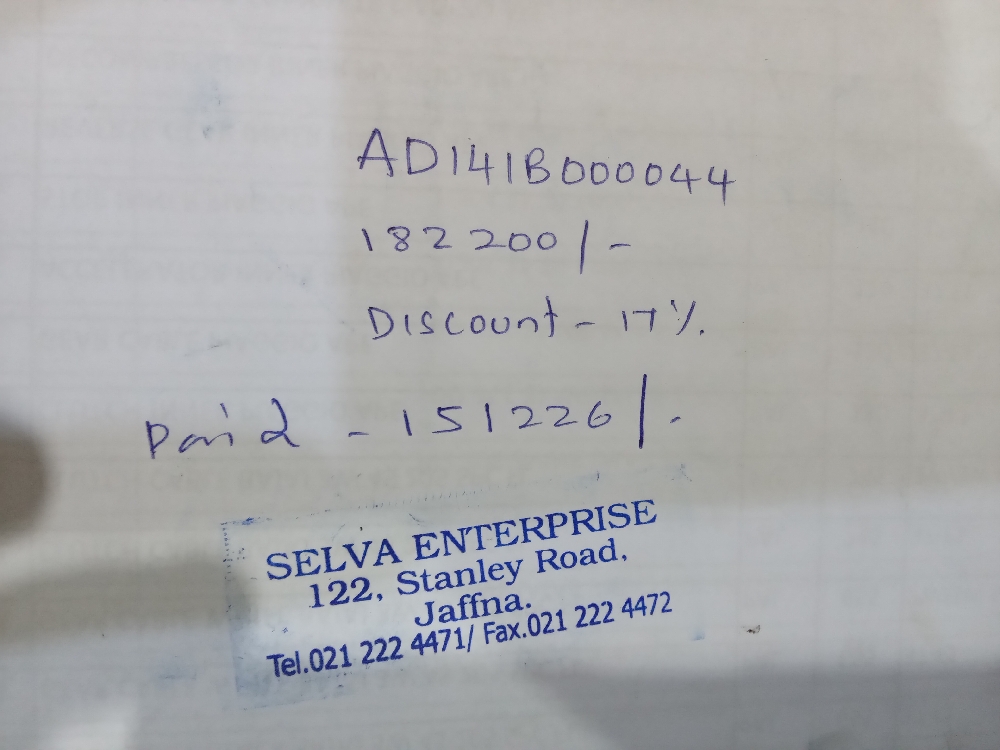 AD141B000044
182200/-
Discount - 17%.
Paid - 151226/-
SELVA ENTERPRISE
122, Stanley Road,
Jaffna.
Tel.021 222 4471/ Fax.021 222 4472